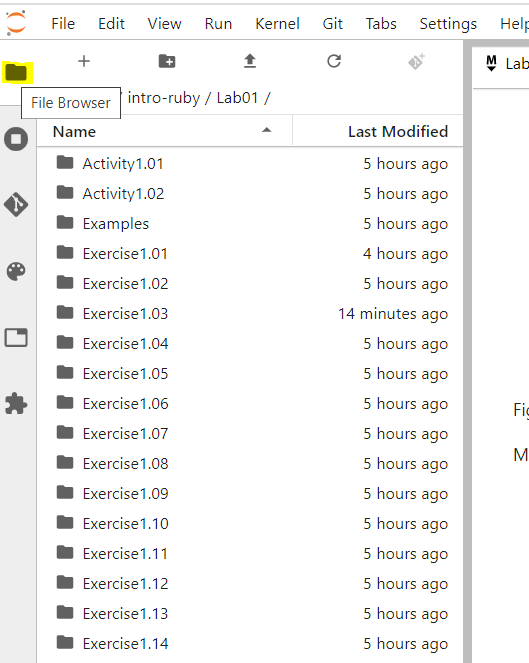 File Edit View Run Kernel Git Tabs Settings Help
M Lab
File Browser
/ intro-ruby / Lab01 /
Name Last Modified
Activity1.01 5 hours ago
Activity1.02 5 hours ago
Examples 5 hours ago
Exercise1.01 4 hours ago
Exercise1.02 5 hours ago
Exercise1.03 14 minutes ago
Exercise1.04 5 hours ago
Exercise1.05 5 hours ago
Exercise1.06 5 hours ago
Exercise1.07 5 hours ago
Exercise1.08 5 hours ago
Exercise1.09 5 hours ago
Exercise1.10 5 hours ago
Exercise1.11 5 hours ago
Exercise1.12 5 hours ago
Exercise1.13 5 hours ago
Exercise1.14 5 hours ago